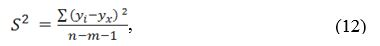 S² = ∑(yᵢ−yₓ)² / n−m−1, (12)